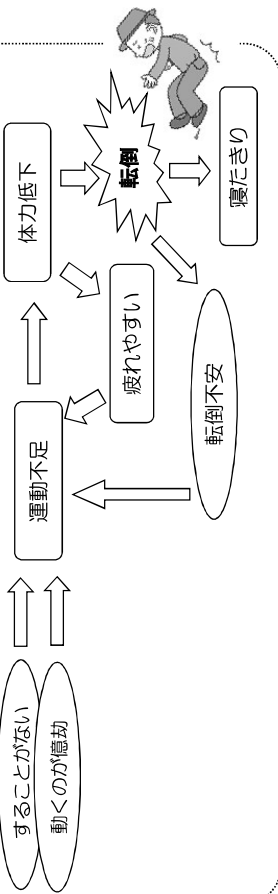 することがない
動くのが億劫
運動不足
体力低下
疲れやすい
転倒
転倒不安
寝たきり